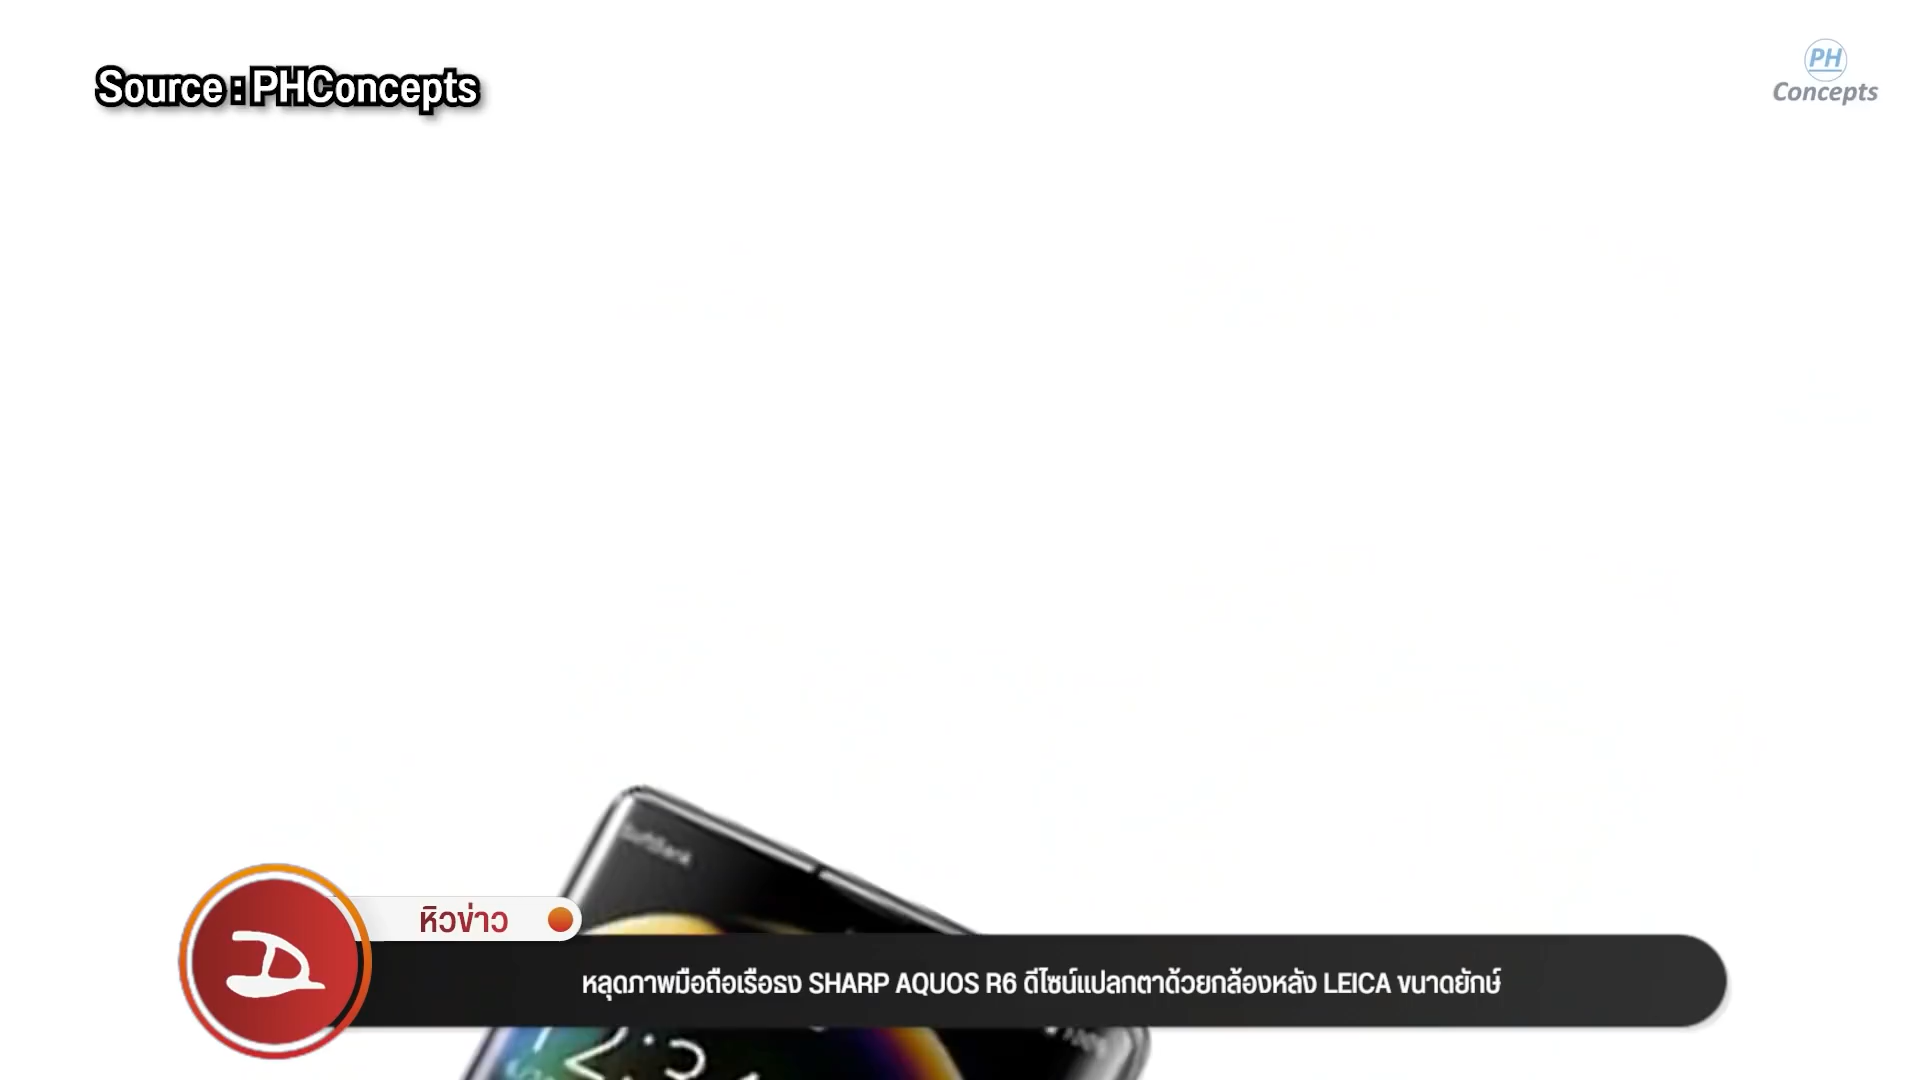 Source : PHConcepts
PH
Concepts
SoftBank
หิวข่าว
หลุดภาพมือถือเรือธง SHARP AQUOS R6 ดีไซน์แปลกตาด้วยกล้องหลัง LEICA ขนาดยักษ์